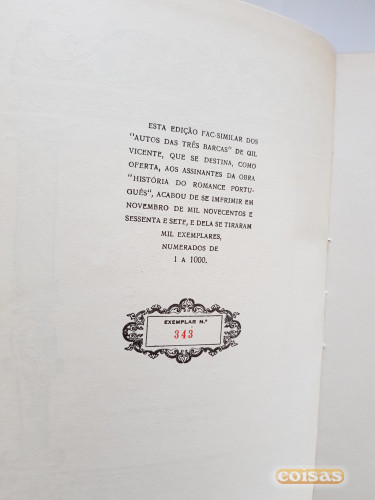 ESTA EDIÇÃO FAC-SIMILAR DOS
"AUTOS DAS TRÊS BARCAS" DE GIL
VICENTE, QUE SE DESTINA, COMO
OFERTA, AOS ASSINANTES DA OBRA
"HISTÓRIA DO ROMANCE PORTU-
GUÊS", ACABOU DE SE IMPRIMIR EM
NOVEMBRO DE MIL NOVECENTOS E
SESSENTA E SETE, E DELA SE TIRARAM
MIL EXEMPLARES,
NUMERADOS DE
1 A 1000.
EXEMPLAR N.º
343
coisas